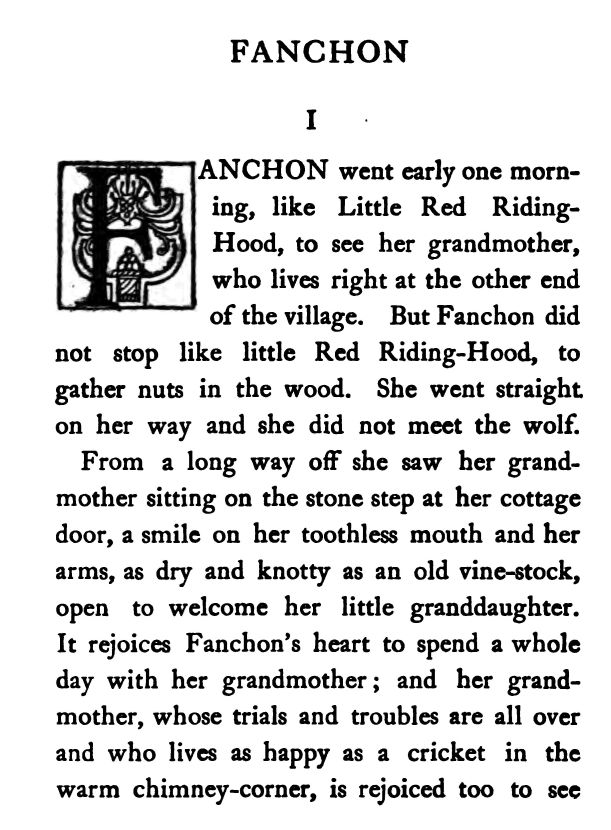 FANCHON
I
FANCHON went early one morn-
ing, like Little Red Riding-
Hood, to see her grandmother,
who lives right at the other end
of the village. But Fanchon did
not stop like little Red Riding-Hood, to
gather nuts in the wood. She went straight
on her way and she did not meet the wolf.
From a long way off she saw her grand-
mother sitting on the stone step at her cottage
door, a smile on her toothless mouth and her
arms, as dry and knotty as an old vine-stock,
open to welcome her little granddaughter.
It rejoices Fanchon's heart to spend a whole
day with her grandmother; and her grand-
mother, whose trials and troubles are all over
and who lives as happy as a cricket in the
warm chimney-corner, is rejoiced too to see